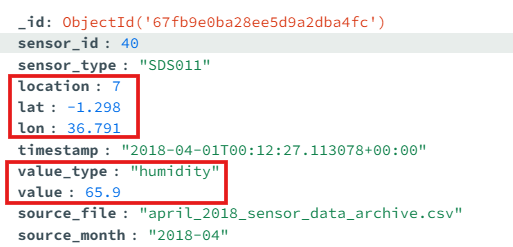 _id: ObjectId('67fb9e0ba28ee5d9a2dba4fc')
sensor_id : 40
sensor_type : "SDS011"
location : 7
lat : -1.298
lon : 36.791
timestamp : "2018-04-01T00:12:27.113078+00:00"
value_type : "humidity"
value : 65.9
source_file : "april_2018_sensor_data_archive.csv"
source_month : "2018-04"